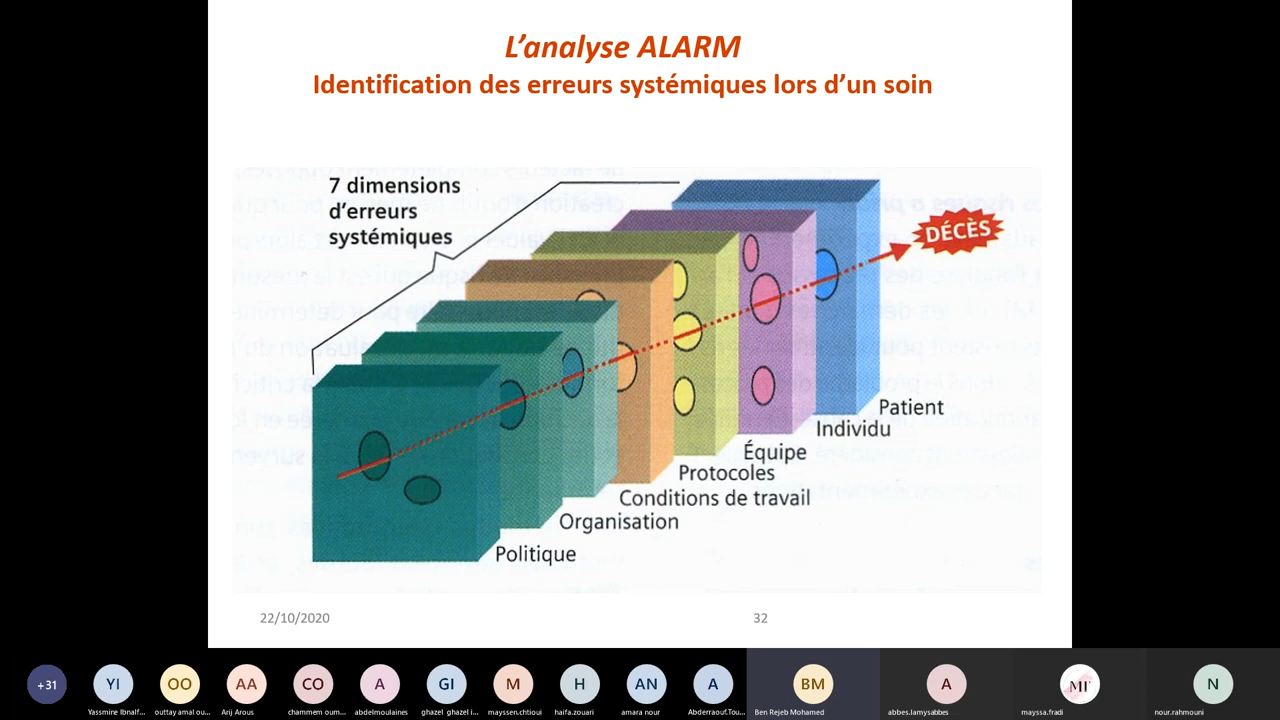 L'analyse ALARM
Identification des erreurs systémiques lors d'un soin
7 dimensions
d'erreurs
systémiques
DÉCÈS
Patient
Individu
Équipe
Protocoles
Conditions de travail
Organisation
Politique
22/10/2020
32
+31
YI
OO
AA
CO
A
GI
M
H
AN
A
BM
A
MF
N
Yassmine Ibnalf...
outtay amal ou...
Arij Arous
chammem oum...
abdelmoulaines
ghazel ghazel i...
mayssen.chtioui
haifa.zouari
amara nour
Abderraouf.Tou...
Ben Rejeb Mohamed
abbes.lamysabbes
mayssa.fradi
nour.rahmouni